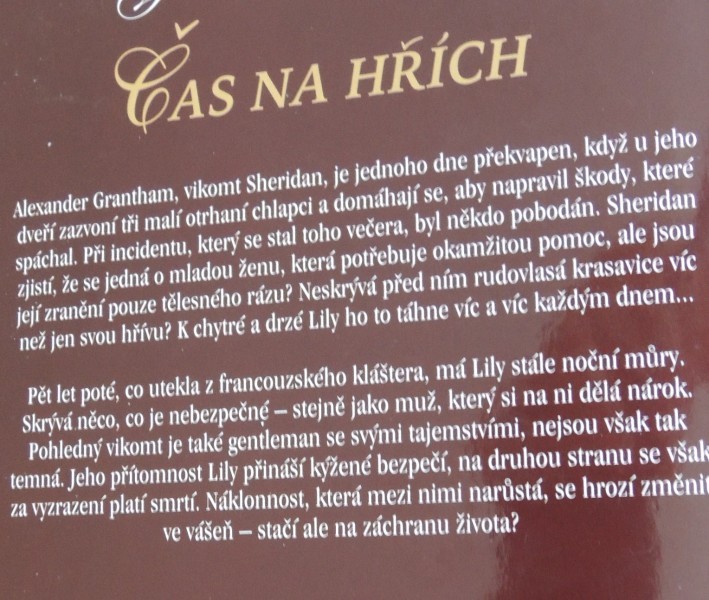 ČAS NA HŘÍCH
Alexander Grantham, vikomt Sheridan, je jednoho dne překvapen, když u jeho
dveří zazvoní tři malí otrhaní chlapci a domáhají se, aby napravil škody, které
spáchal. Při incidentu, který se stal toho večera, byl někdo pobodán. Sheridan
zjistí, že se jedná o mladou ženu, která potřebuje okamžitou pomoc, ale jsou
její zranění pouze tělesného rázu? Neskrývá před ním rudovlasá krasavice víc
než jen svou hřívu? K chytré a drzé Lily ho to táhne víc a víc každým dnem...
Pět let poté, co utekla z francouzského kláštera, má Lily stále noční můry.
Skrývá něco, co je nebezpečné – stejně jako muž, který si na ni dělá nárok.
Pohledný vikomt je také gentleman se svými tajemstvími, nejsou však tak
temná. Jeho přítomnost Lily přináší kýžené bezpečí, na druhou stranu se však
za vyzrazení platí smrtí. Náklonnost, která mezi nimi narůstá, se hrozí změnit
ve vášeň – stačí ale na záchranu života?